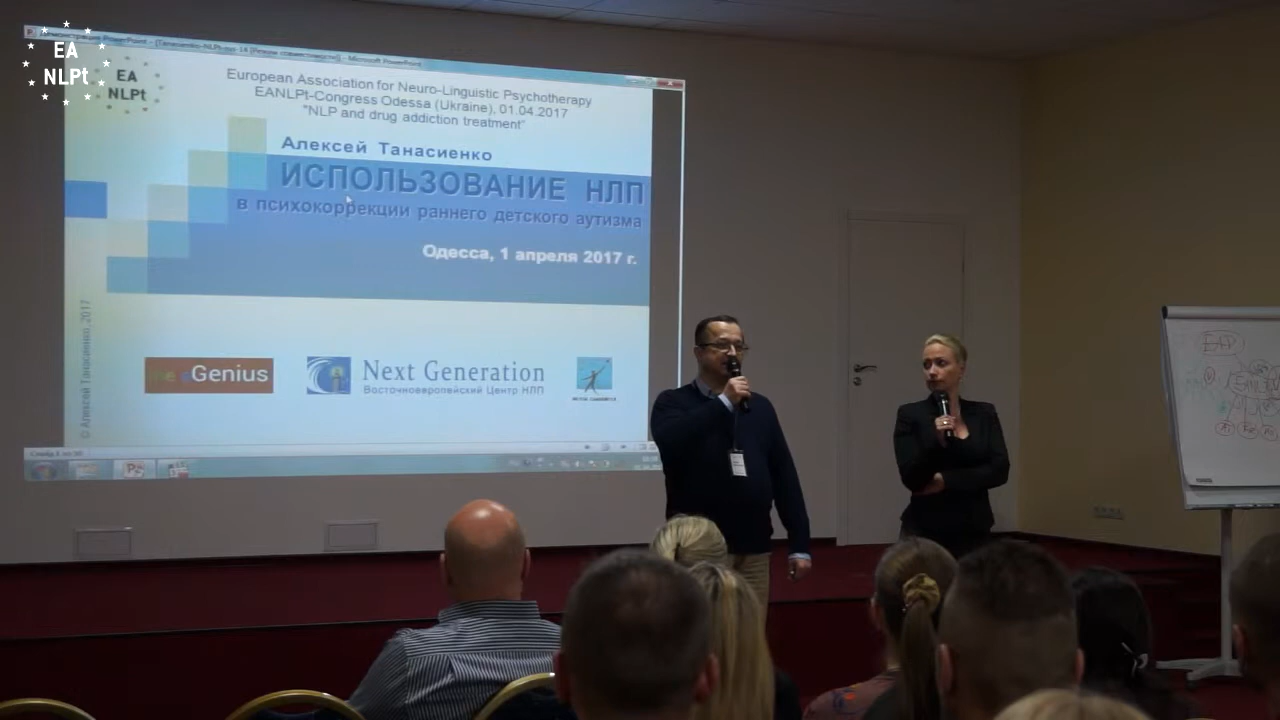 EA
NLPt
EA
NLPt
European Association for Neuro-Linguistic Psychotherapy
EANLPt-Congress Odessa (Ukraine), 01.04.2017
"NLP and drug addiction treatment"
Алексей Танасиенко
ИСПОЛЬЗОВАНИЕ НЛП
в психокоррекции раннего детского аутизма
Одесса, 1 апреля 2017 г.
© Алексей Танасиенко, 2017
Genius
Next Generation
Восточноевропейский Центр НЛП
EAP